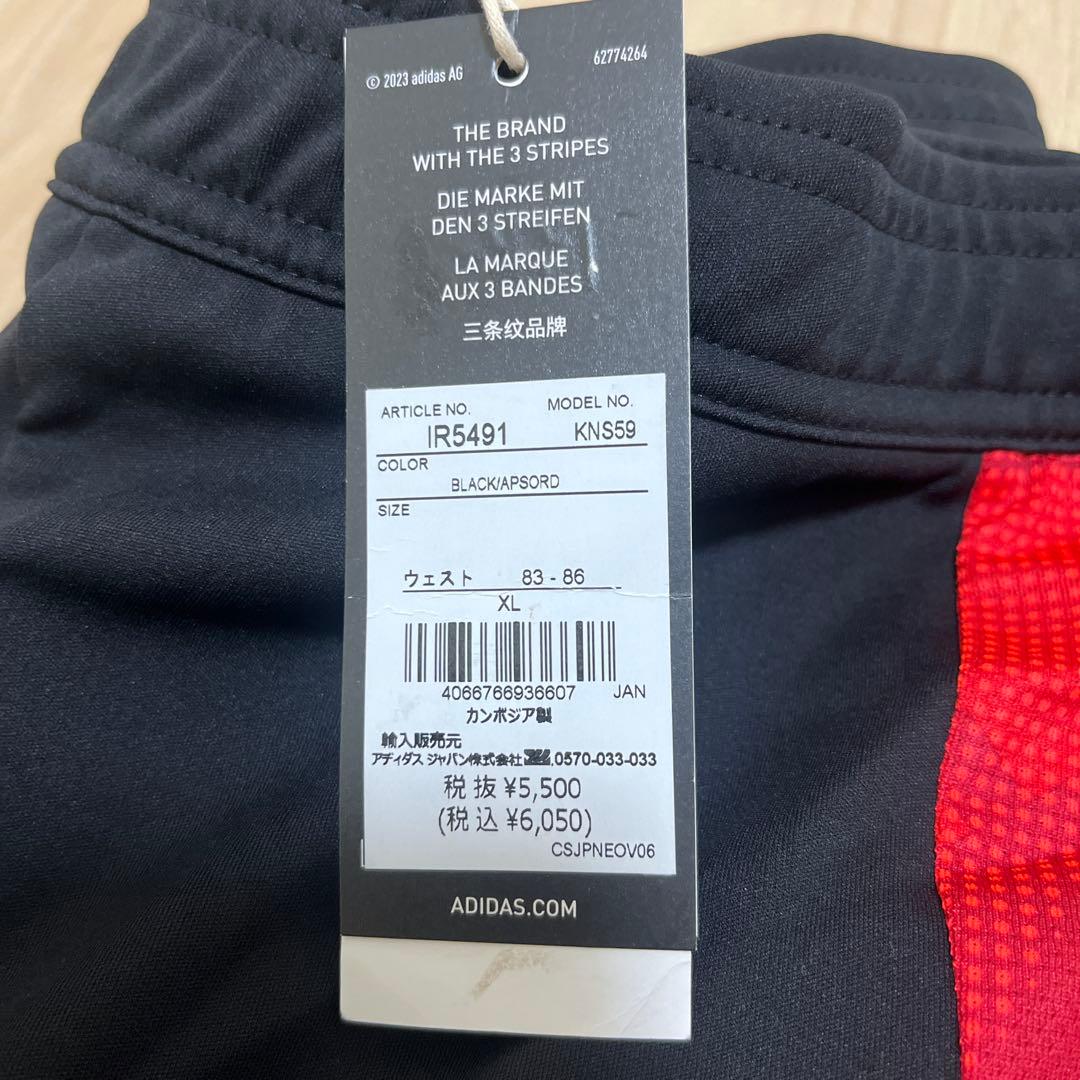 © 2023 adidas AG
62774264
THE BRAND
WITH THE 3 STRIPES
DIE MARKE MIT
DEN 3 STREIFEN
LA MARQUE
AUX 3 BANDES
三条纹品牌
ARTICLE NO. MODEL NO.
IR5491 KNS59
COLOR
BLACK/APSORD
SIZE
ウェスト 83 - 86
XL
4066766936607 JAN
カンボジア製
輸入販売元
アディダス ジャパン株式会社 .0570-033-033
税抜 ¥5,500
(税込 ¥6,050)
CSJPNEOV06
ADIDAS.COM